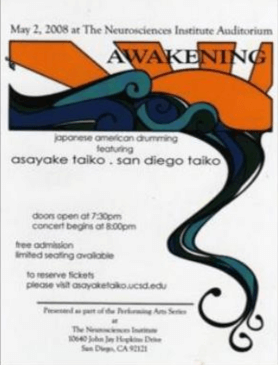 May 2, 2008 at The Neurosciences Institute Auditorium
AWAKENING
japanese american drumming
featuring
asayake taiko . san diego taiko
doors open at 7:30pm
concert begins at 8:00pm
free admission
limited seating available
to reserve tickets
please visit asayaketaiko.ucsd.edu
Presented as part of the Performing Arts Series
at
The Neurosciences Institute
10640 John Jay Hopkins Drive
San Diego, CA 92121